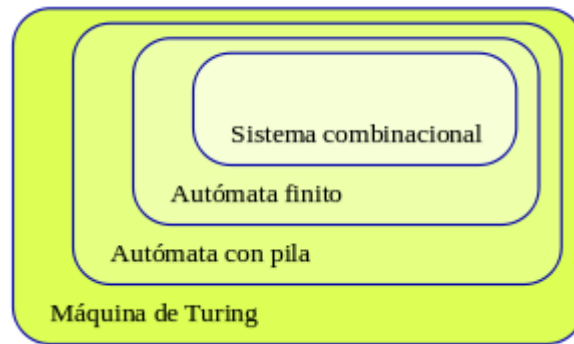 Sistema combinacional
Autómata finito
Autómata con pila
Máquina de Turing